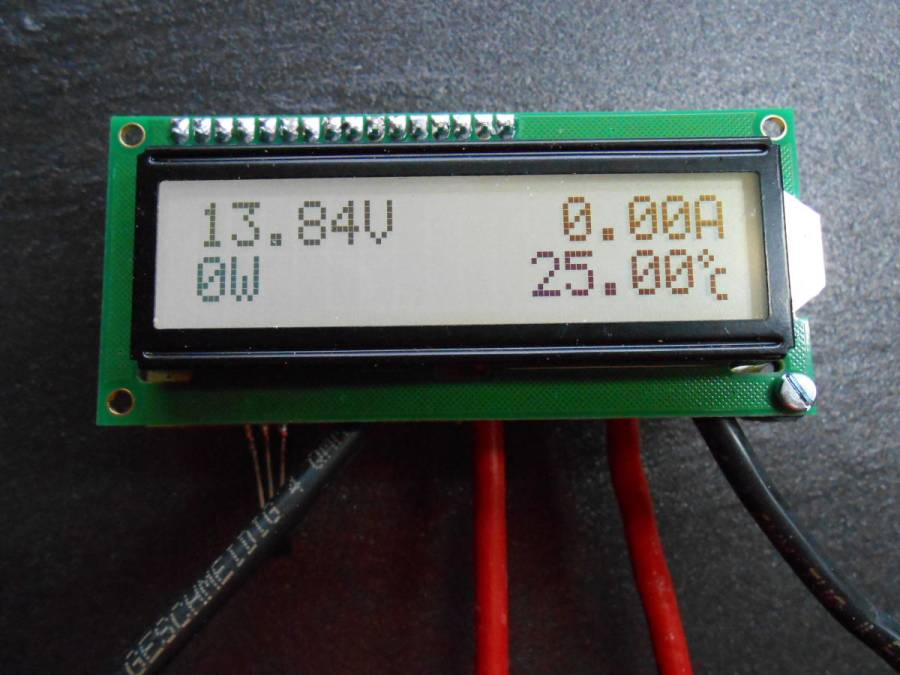 13.84V 0.00A
0W 25.00℃
GESCHMEIDIG +